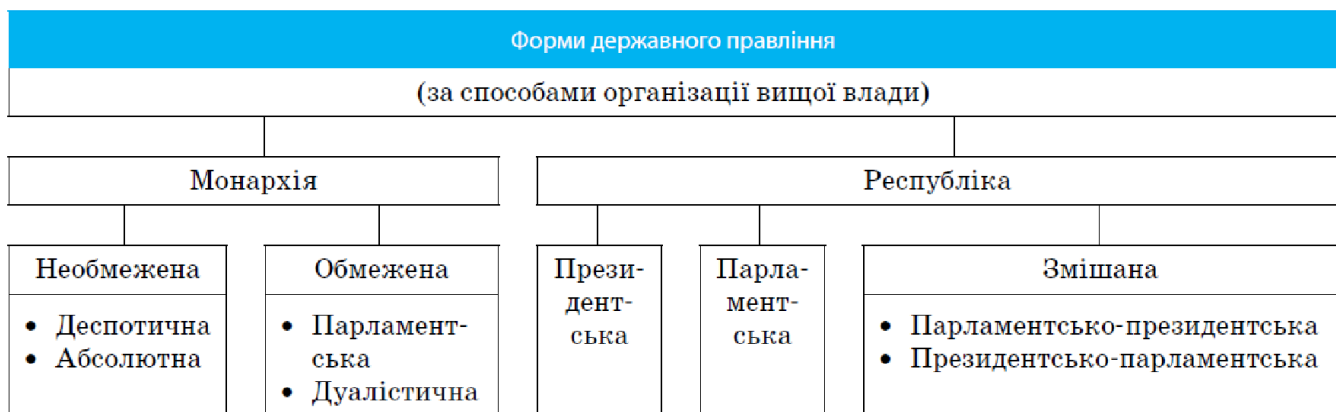 Форми державного правління
(за способами організації вищої влади)
Монархія
Республіка
Необмежена
• Деспотична
• Абсолютна
Обмежена
• Парламент-
ська
• Дуалістична
Прези-
дент-
ська
Парла-
мент-
ська
Змішана
• Парламентсько-президентська
• Президентсько-парламентська